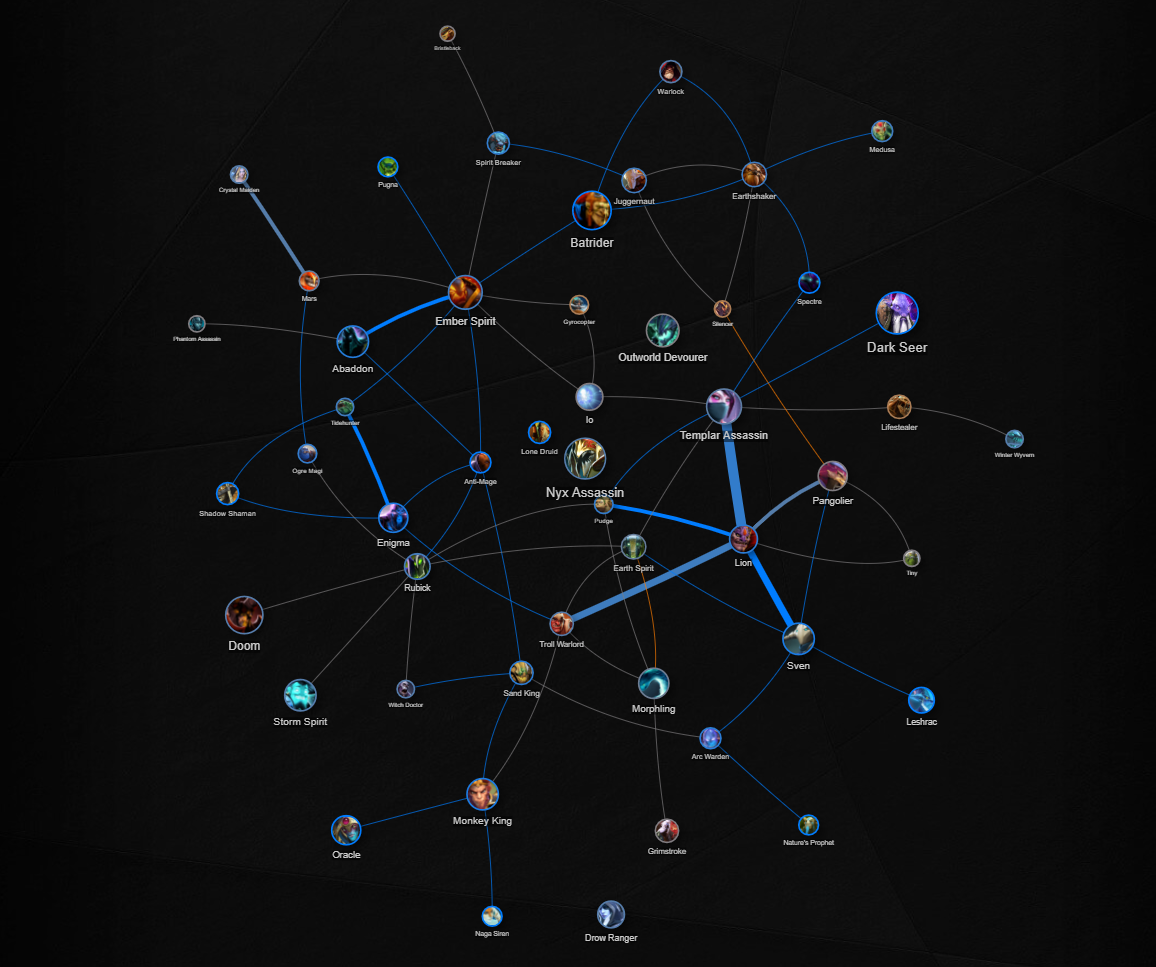 Bristleback
Warlock
Medusa
Spirit Breaker
Pugna
Crystal Maiden
Juggernaut
Earthshaker
Batrider
Mars
Spectre
Ember Spirit
Gyrocopter
Silencer
Phantom Assassin
Outworld Devourer
Dark Seer
Abaddon
Io
Tidehunter
Templar Assassin
Lifestealer
Lone Druid
Winter Wyvern
Ogre Magi
Anti-Mage
Nyx Assassin
Pangolier
Shadow Shaman
Pudge
Enigma
Lion
Earth Spirit
Tiny
Rubick
Doom
Troll Warlord
Sven
Sand King
Witch Doctor
Morphling
Storm Spirit
Leshrac
Arc Warden
Monkey King
Nature's Prophet
Grimstroke
Oracle
Naga Siren
Drow Ranger